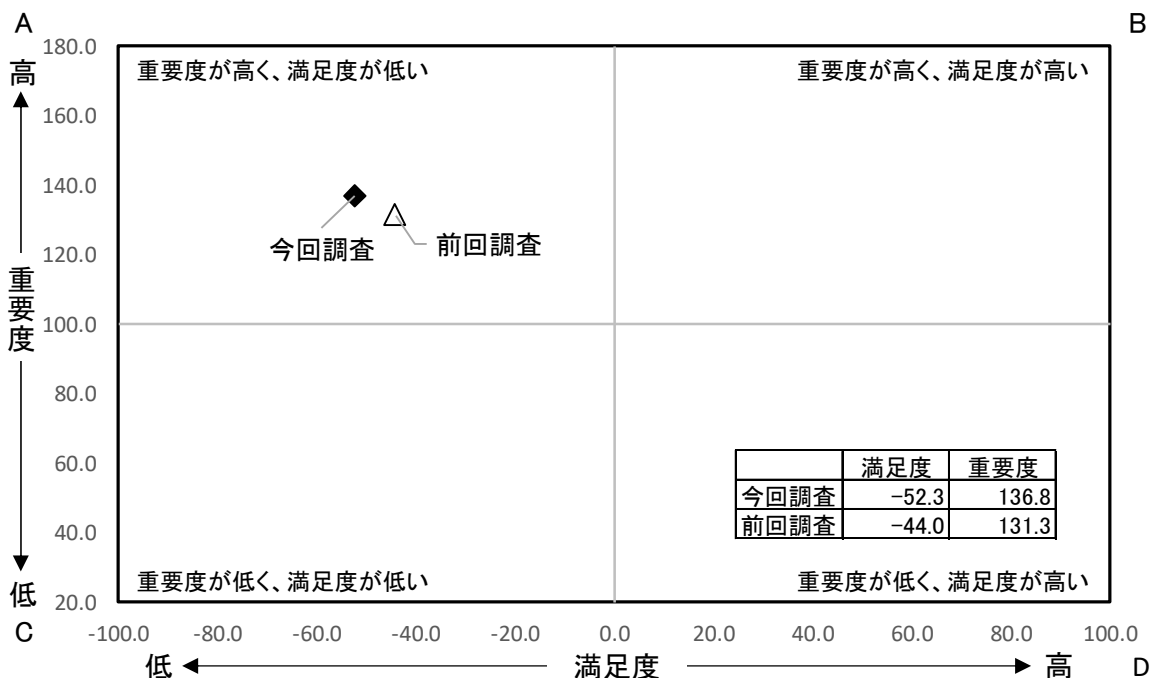 A
B
180.0
高
重要度が高く、満足度が低い
重要度が高く、満足度が高い
160.0
140.0
今回調査
前回調査
120.0
重要度
100.0
80.0
60.0
満足度 重要度
今回調査 -52.3 136.8
前回調査 -44.0 131.3
40.0
重要度が低く、満足度が低い
重要度が低く、満足度が高い
低
20.0
C
-100.0 -80.0 -60.0 -40.0 -20.0 0.0 20.0 40.0 60.0 80.0 100.0
低 満足度 高
D